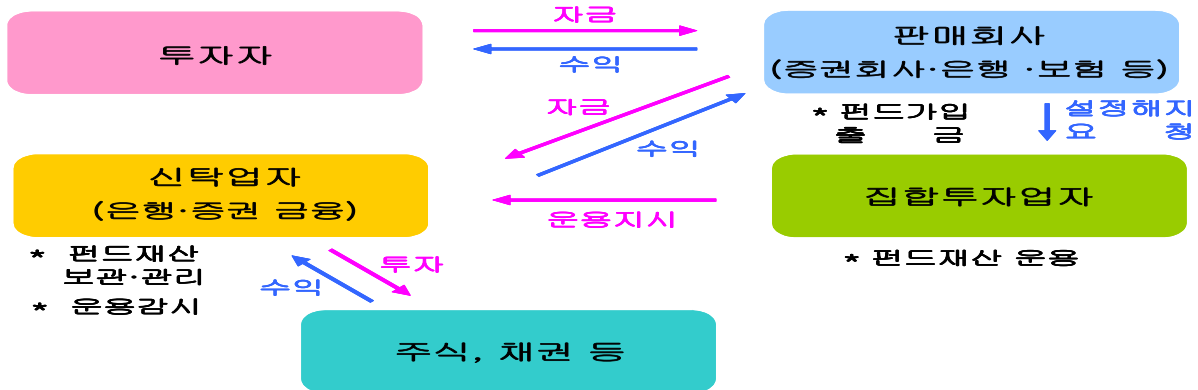 투자자
자금
수익
판매회사
(증권회사·은행 ·보험 등)
자금
수익
* 펀드가입
출 금
설정해지
요 청
신탁업자
(은행·증권 금융)
운용지시
집합투자업자
* 펀드재산
보관·관리
* 운용감시
수익
투자
* 펀드재산 운용
주식, 채권 등